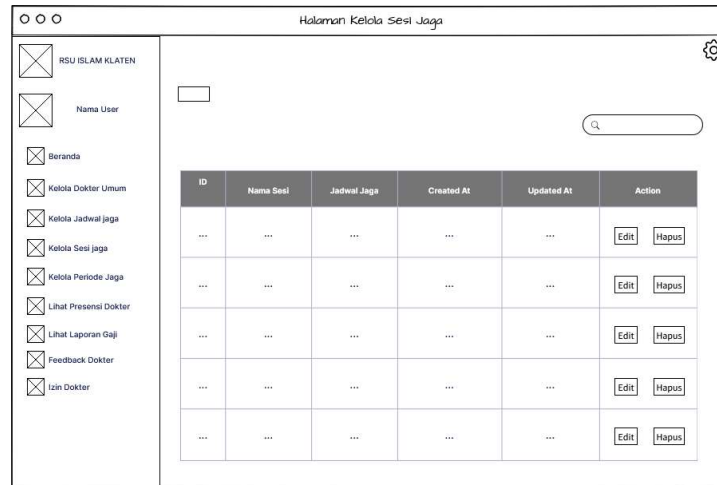 Halaman Kelola Sesi Jaga
RSU ISLAM KLATEN
Nama User
Beranda
Kelola Dokter Umum
Kelola Jadwal jaga
Kelola Sesi jaga
Kelola Periode Jaga
Lihat Presensi Dokter
Lihat Laporan Gaji
Feedback Dokter
Izin Dokter
ID Nama Sesi Jadwal Jaga Created At Updated At Action
... ... ... ... ... Edit Hapus
... ... ... ... ... Edit Hapus
... ... ... ... ... Edit Hapus
... ... ... ... ... Edit Hapus
... ... ... ... ... Edit Hapus